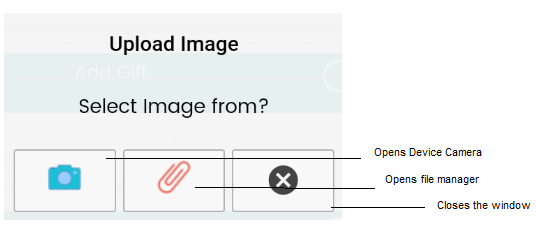 Upload Image
Add Gift
Select Image from?
Opens Device Camera
Opens file manager
Closes the window